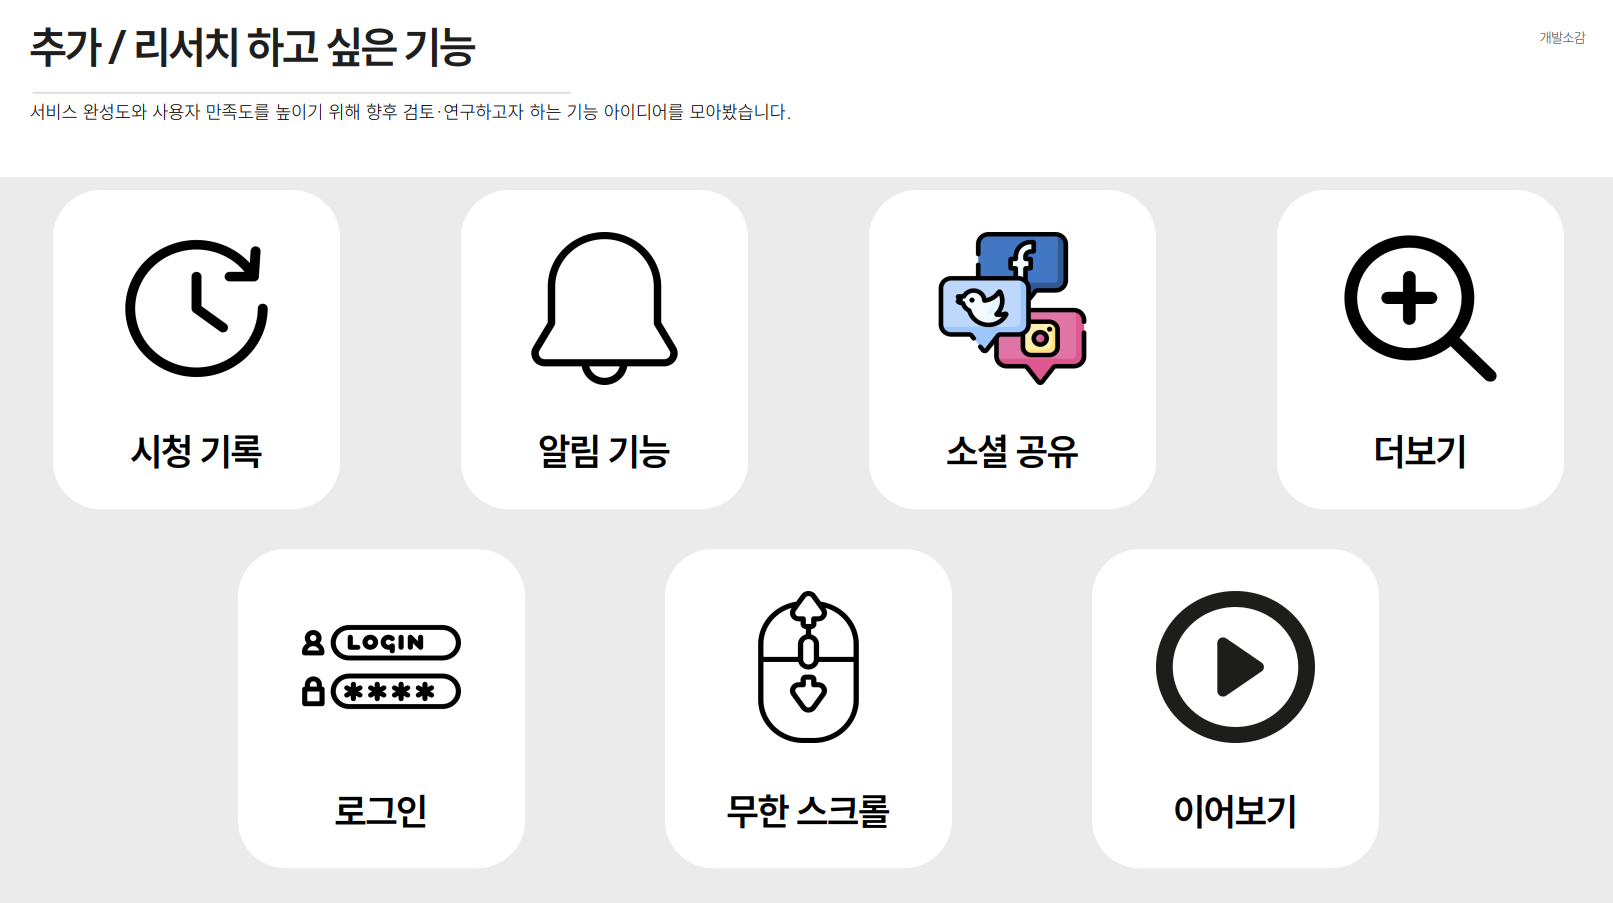 추가 / 리서치 하고 싶은 기능
개발소감
서비스 완성도와 사용자 만족도를 높이기 위해 향후 검토·연구하고자 하는 기능 아이디어를 모아봤습니다.
시청 기록
알림 기능
소셜 공유
더보기
LOGIN
****
로그인
무한 스크롤
이어보기